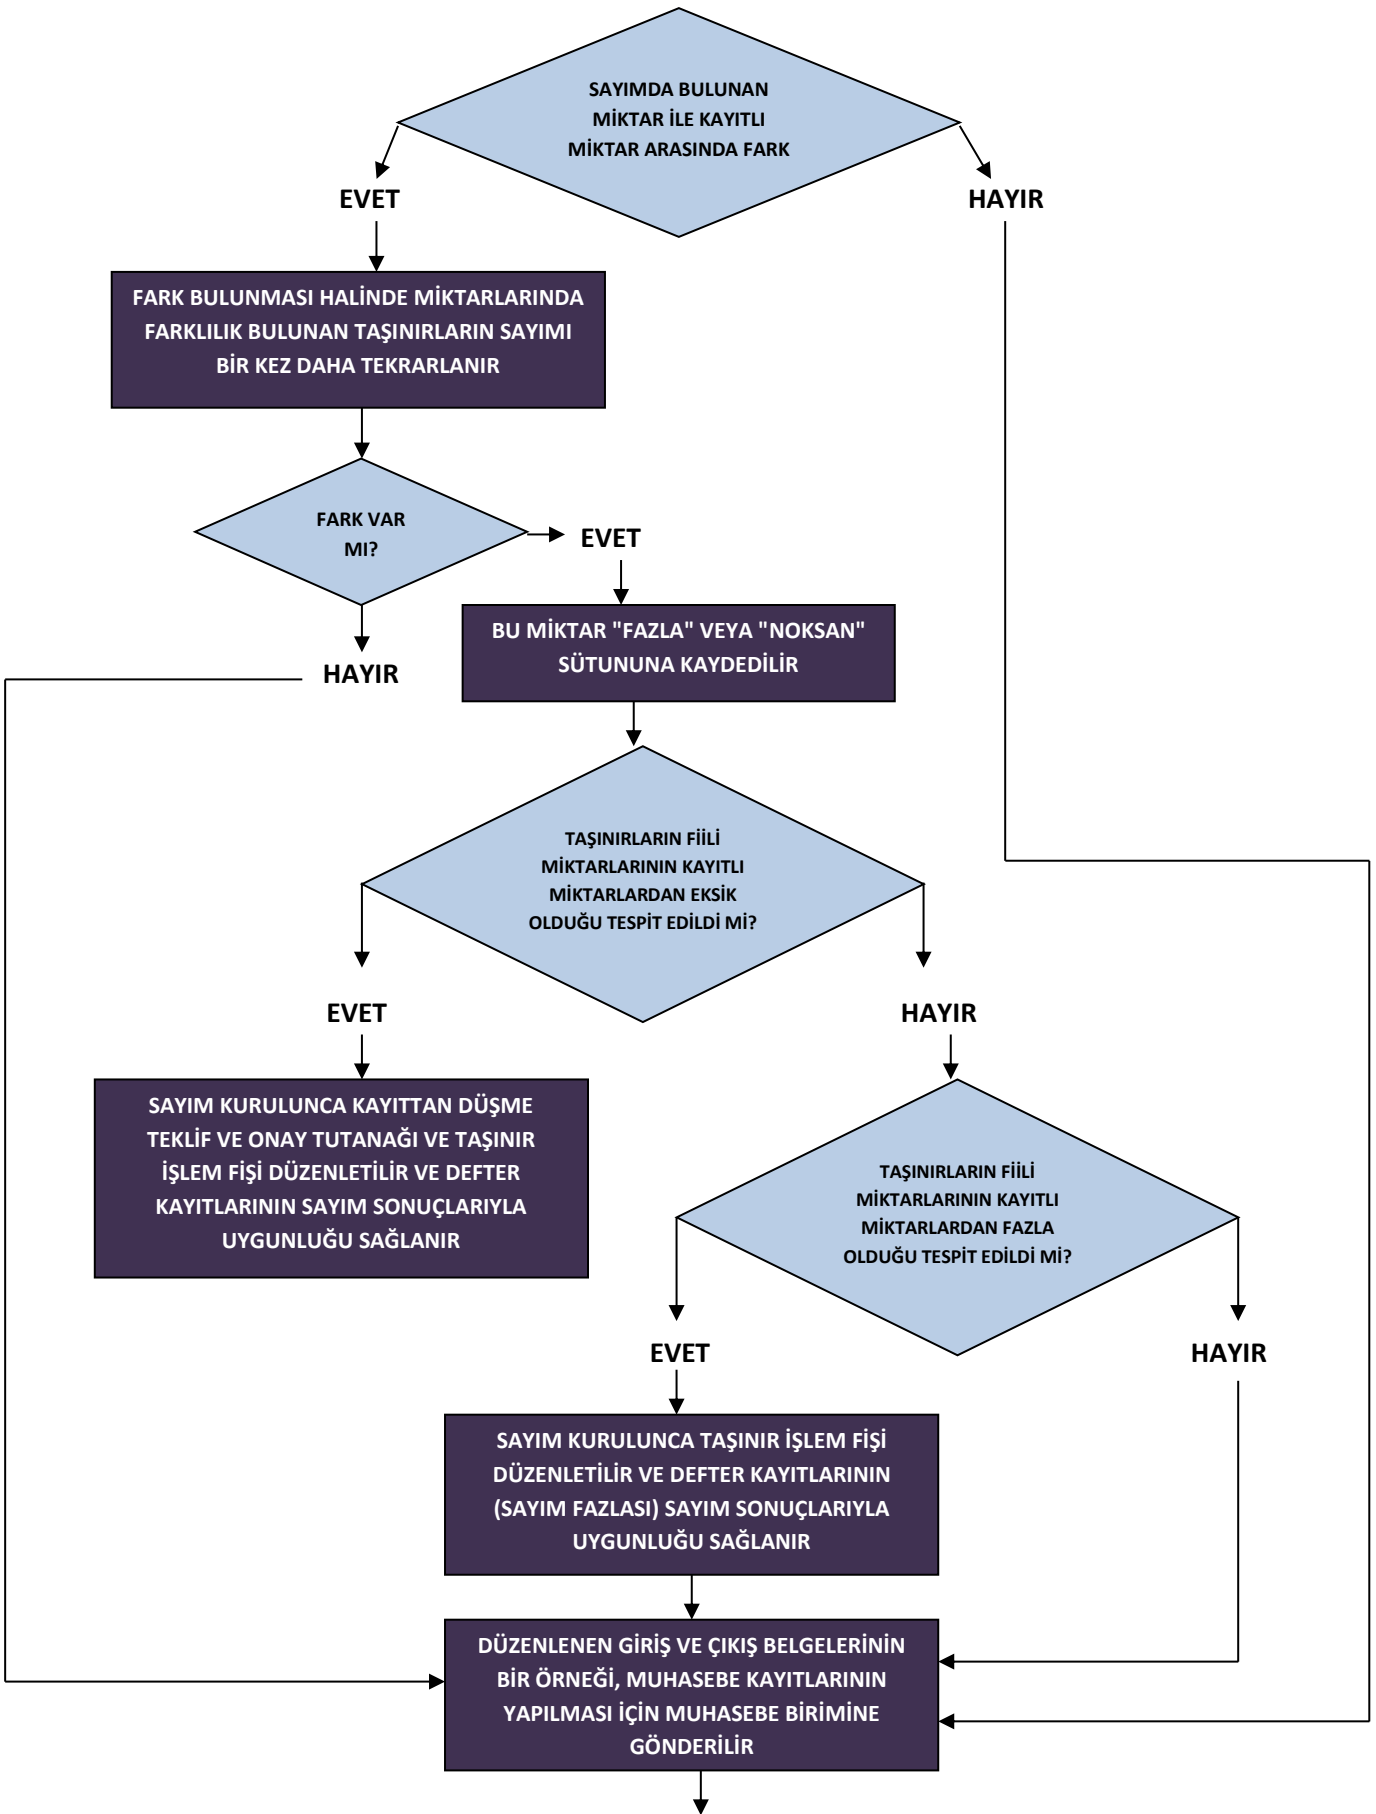 SAYIMDA BULUNAN
MİKTAR İLE KAYITLI
MİKTAR ARASINDA FARK
EVET
HAYIR
FARK BULUNMASI HALİNDE MİKTARLARINDA
FARKLILIK BULUNAN TAŞINIRLARIN SAYIMI
BİR KEZ DAHA TEKRARLANIR
FARK VAR
MI?
EVET
HAYIR
BU MİKTAR "FAZLA" VEYA "NOKSAN"
SÜTUNUNA KAYDEDİLİR
TAŞINIRLARIN FİİLİ
MİKTARLARININ KAYITLI
MİKTARLARDAN EKSİK
OLDUĞU TESPİT EDİLDİ Mİ?
EVET
HAYIR
SAYIM KURULUNCA KAYITTAN DÜŞME
TEKLİF VE ONAY TUTANAĞI VE TAŞINIR
İŞLEM FİŞİ DÜZENLETİLİR VE DEFTER
KAYITLARININ SAYIM SONUÇLARIYLA
UYGUNLUĞU SAĞLANIR
TAŞINIRLARIN FİİLİ
MİKTARLARININ KAYITLI
MİKTARLARDAN FAZLA
OLDUĞU TESPİT EDİLDİ Mİ?
EVET
HAYIR
SAYIM KURULUNCA TAŞINIR İŞLEM FİŞİ
DÜZENLETİLİR VE DEFTER KAYITLARININ
(SAYIM FAZLASI) SAYIM SONUÇLARIYLA
UYGUNLUĞU SAĞLANIR
DÜZENLENEN GİRİŞ VE ÇIKIŞ BELGELERİNİN
BİR ÖRNEĞİ, MUHASEBE KAYITLARININ
YAPILMASI İÇİN MUHASEBE BİRİMİNE
GÖNDERİLİR